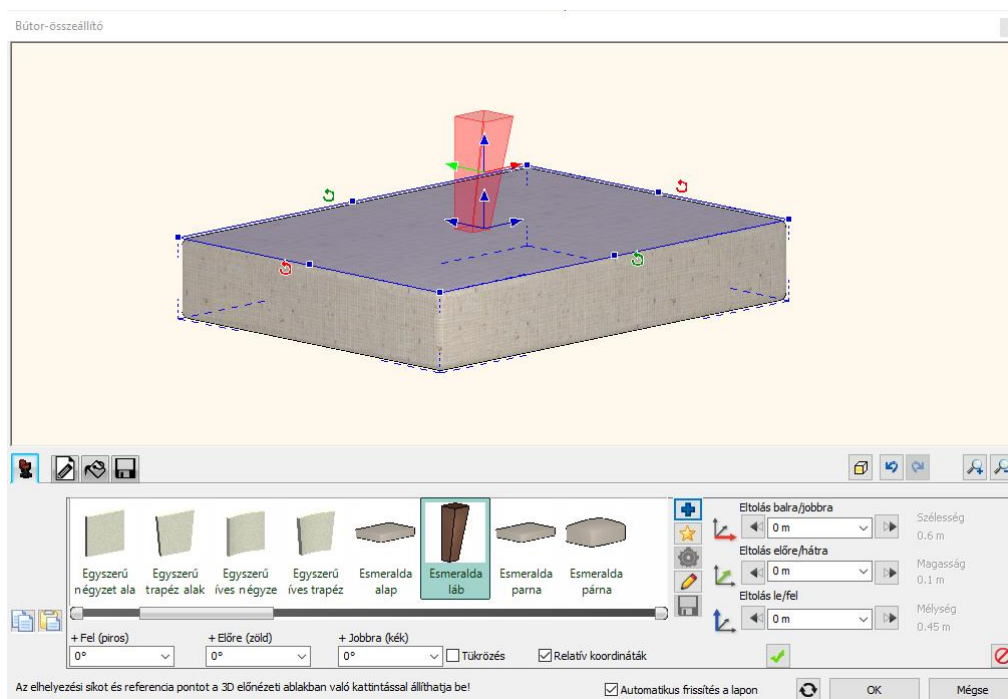 Bútor-összeállító
Egyszerű négyzet ala
Egyszerű trapéz alak
Egyszerű íves négyze
Egyszerű íves trapéz
Esmeralda alap
Esmeralda láb
Esmeralda parna
Esmeralda párna
Eltolás balra/jobbra
0 m
Eltolás előre/hátra
0 m
Eltolás le/fel
0 m
Szélesség
0.6 m
Magasság
0.1 m
Mélység
0.45 m
+ Fel (piros)
+ Előre (zöld)
+ Jobbra (kék)
0°
0°
0°
Tükrözés
Relatív koordináták
Az elhelyezési síkot és referencia pontot a 3D előnézeti ablakban való kattintással állíthatja be!
Automatikus frissítés a lapon
OK
Mégse